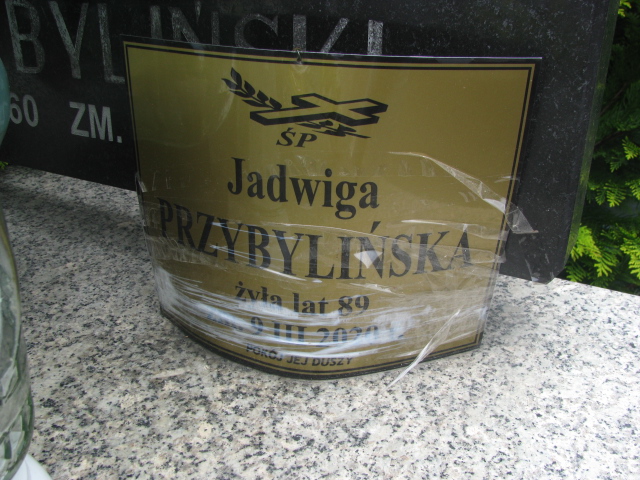 BYLIŃSKI
60 ZM.
ŚP
Jadwiga
PRZYBYLIŃSKA
żyła lat 89
9 III 2020
POKÓJ JEJ DUSZY